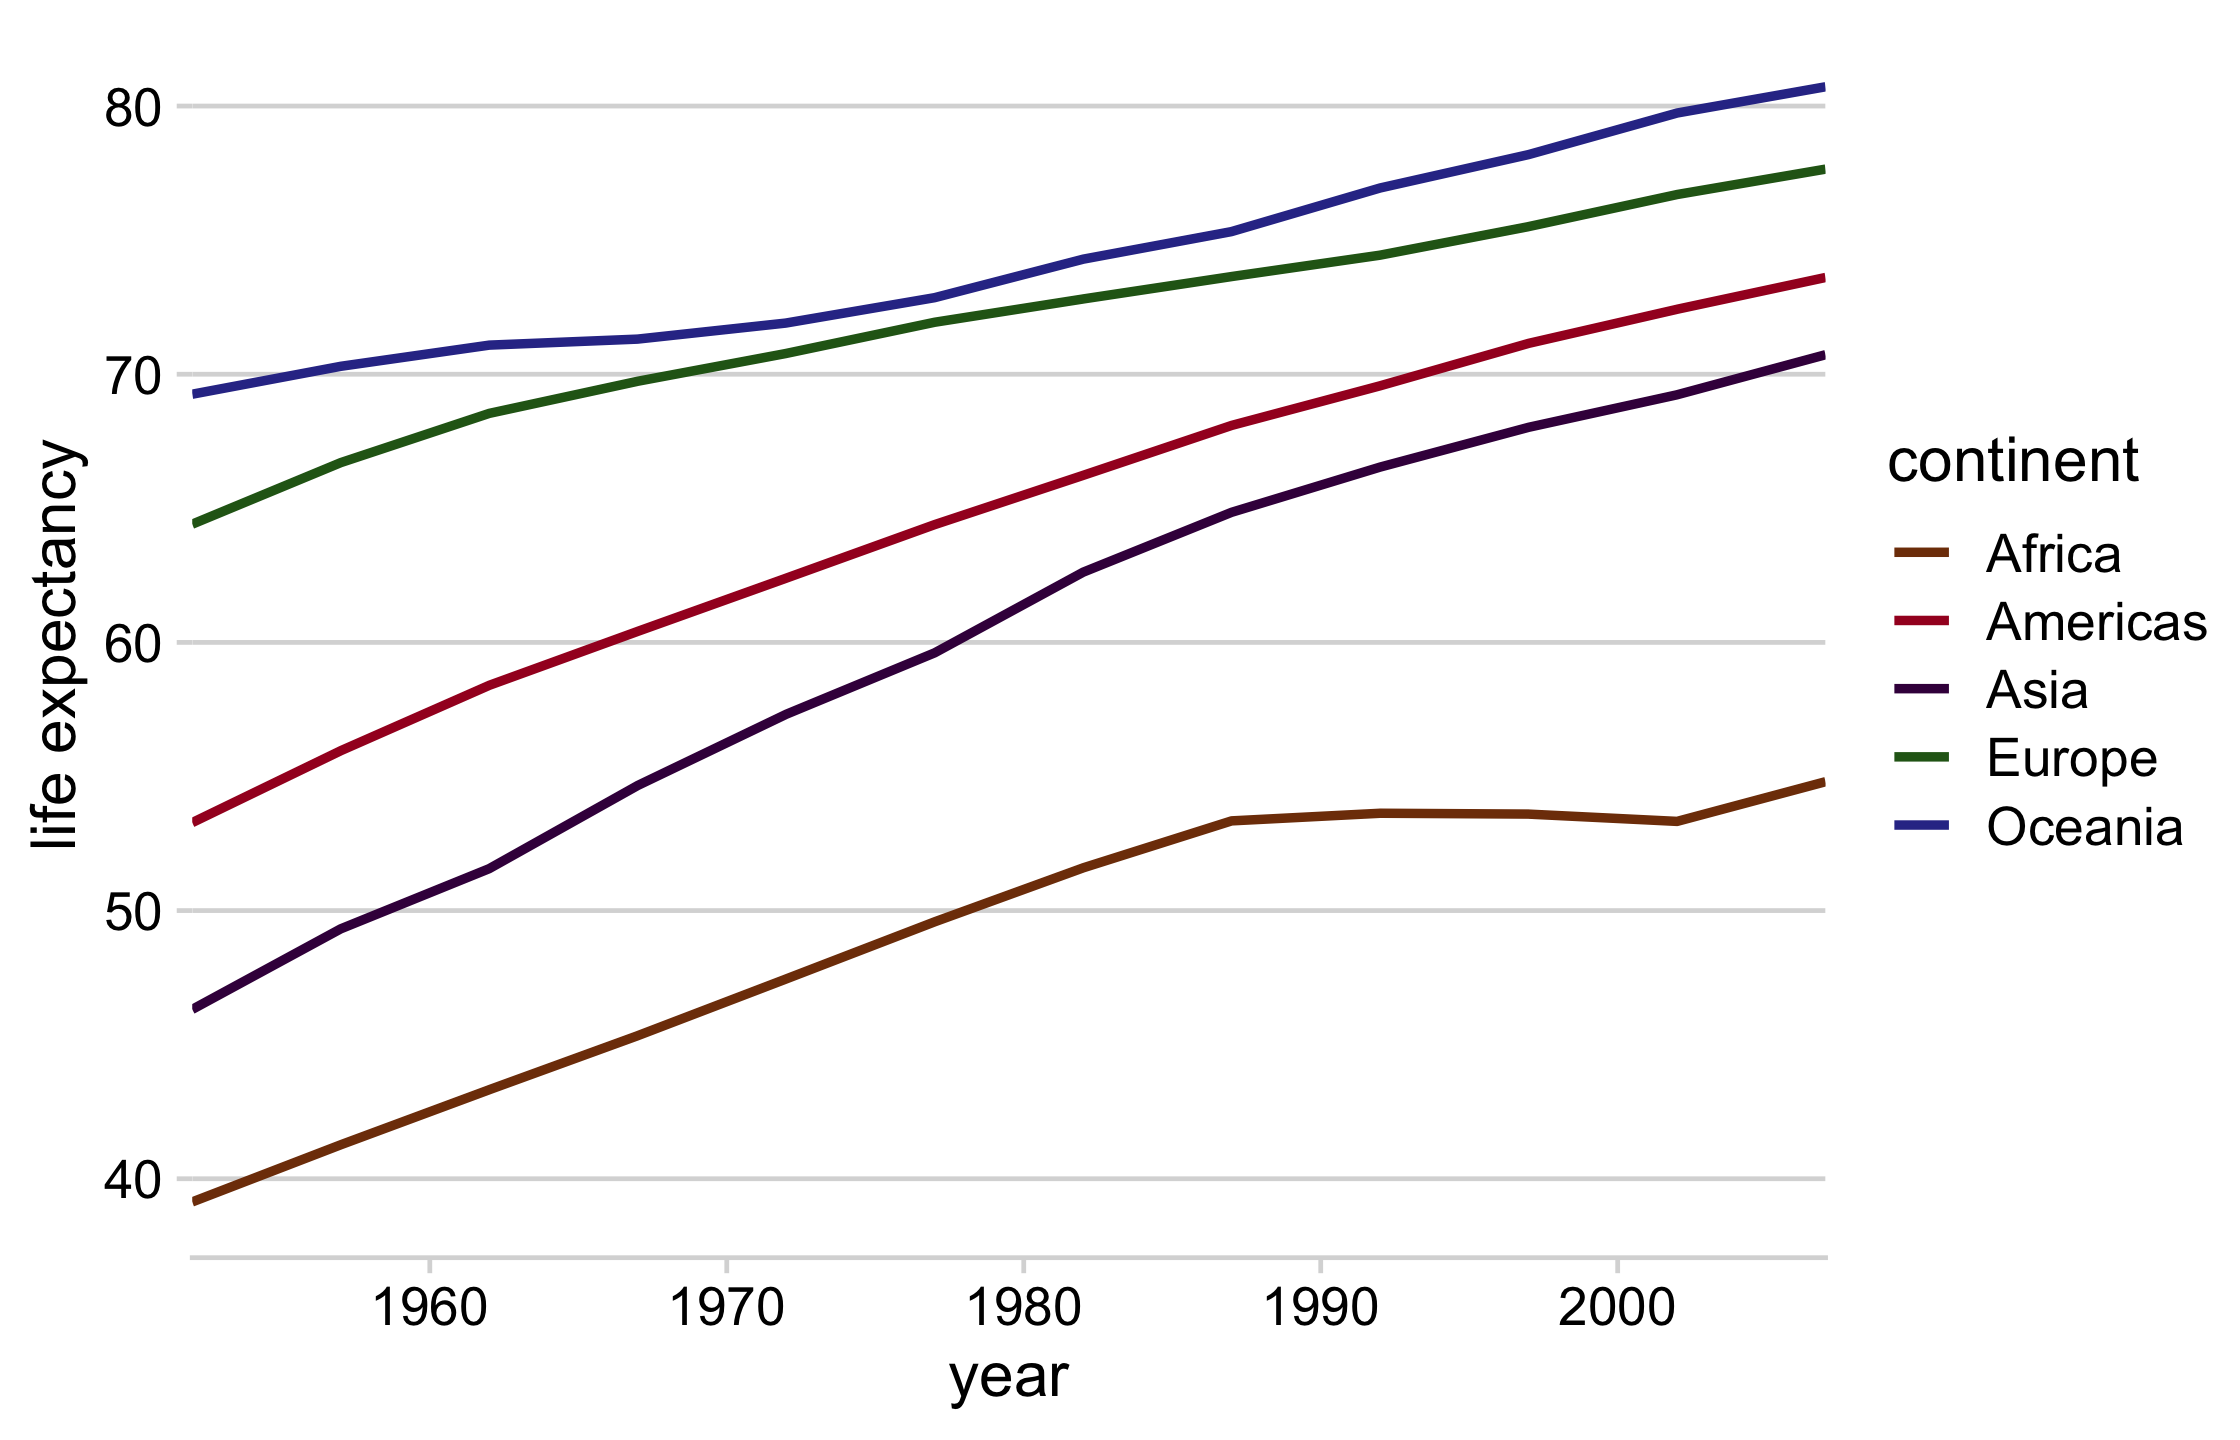 80
70
60
50
40
life expectancy
1960 1970 1980 1990 2000
year
continent
Africa
Americas
Asia
Europe
Oceania